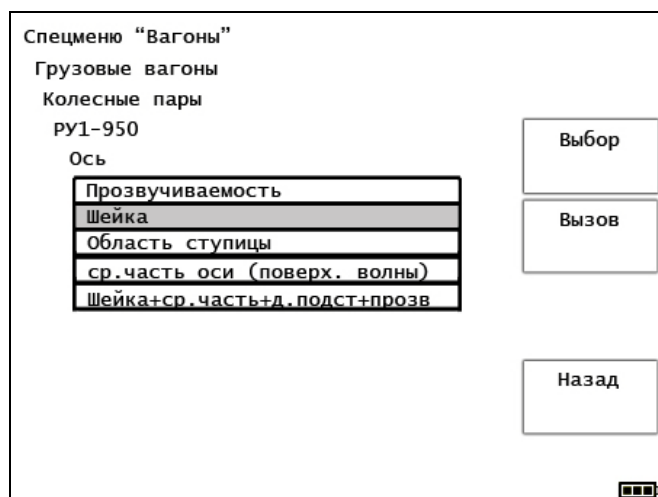 Спецменю “Вагоны”
Грузовые вагоны
Колесные пары
РУ1-950
Ось
Прозвучиваемость
Шейка
Область ступицы
ср.часть оси (поверх. волны)
Шейка+ср.часть+д.подст+прозв
Выбор
Вызов
Назад